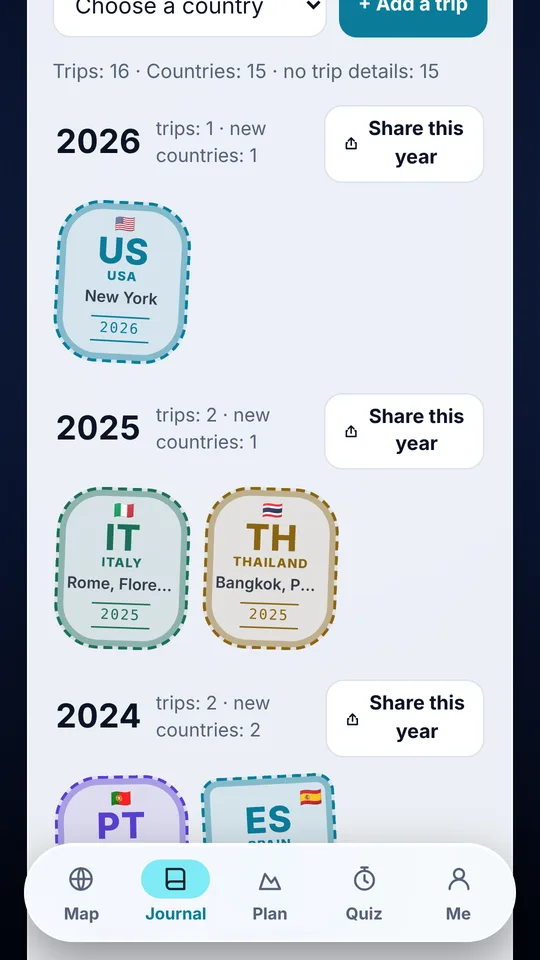 Choose a country
+ Add a trip
Trips: 16 · Countries: 15 · no trip details: 15
2026
trips: 1 · new
countries: 1
Share this
year
US
USA
New York
2026
2025
trips: 2 · new
countries: 1
Share this
year
IT
ITALY
Rome, Flore...
2025
TH
THAILAND
Bangkok, P...
2025
2024
trips: 2 · new
countries: 2
Share this
year
PT
ES
SPAIN
Map
Journal
Plan
Quiz
Me